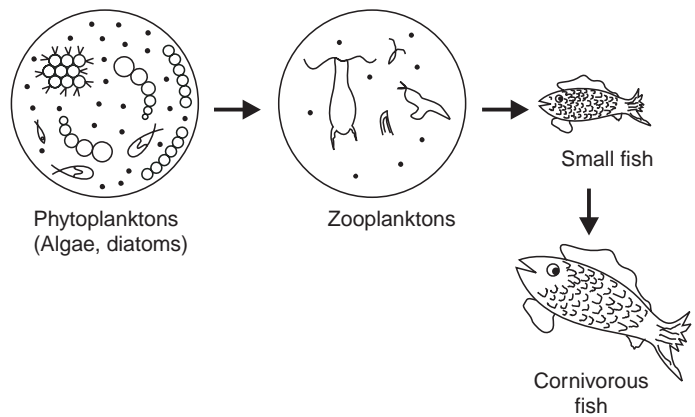 Phytoplanktons
(Algae, diatoms)
Zooplanktons
Small fish
Cornivorous
fish